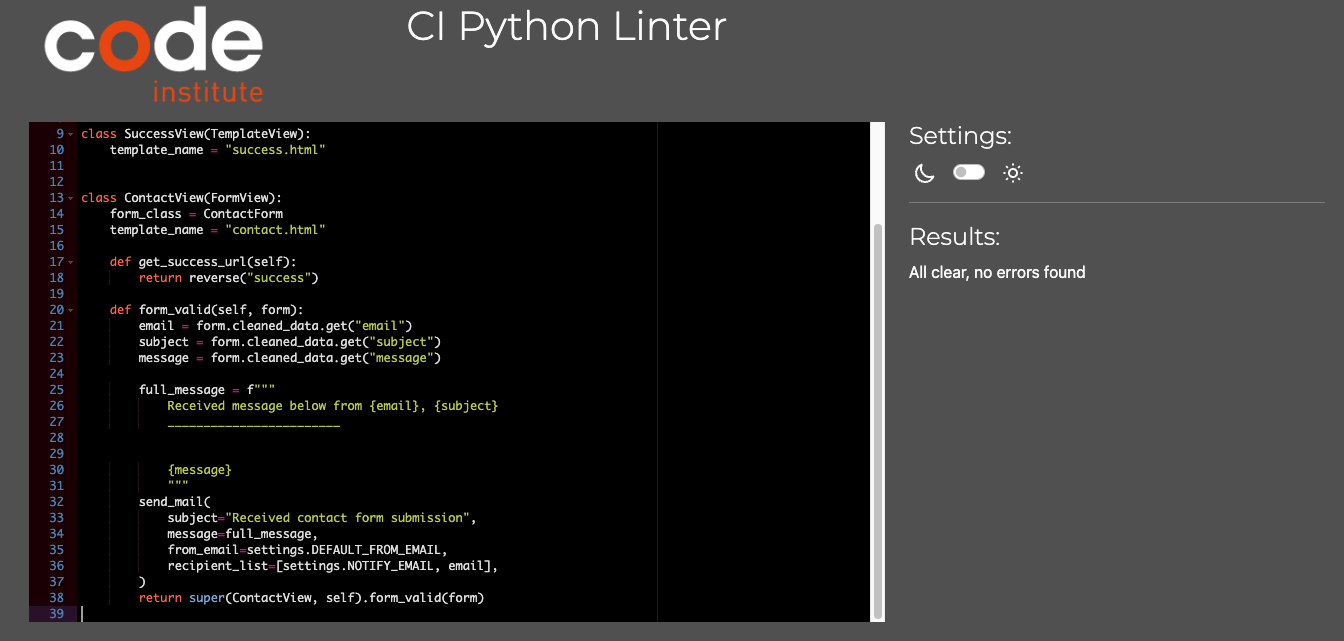 code
institute
CI Python Linter
9 class SuccessView(TemplateView):
10 template_name = "success.html"
11
12
13 class ContactView(FormView):
14 form_class = ContactForm
15 template_name = "contact.html"
16
17 def get_success_url(self):
18 return reverse("success")
19
20 def form_valid(self, form):
21 email = form.cleaned_data.get("email")
22 subject = form.cleaned_data.get("subject")
23 message = form.cleaned_data.get("message")
24
25 full_message = f"""
26 Received message below from {email}, {subject}
27 ________________________
28
29
30 {message}
31 """
32 send_mail(
33 subject="Received contact form submission",
34 message=full_message,
35 from_email=settings.DEFAULT_FROM_EMAIL,
36 recipient_list=[settings.NOTIFY_EMAIL, email],
37 )
38 return super(ContactView, self).form_valid(form)
39
Settings:
Results:
All clear, no errors found